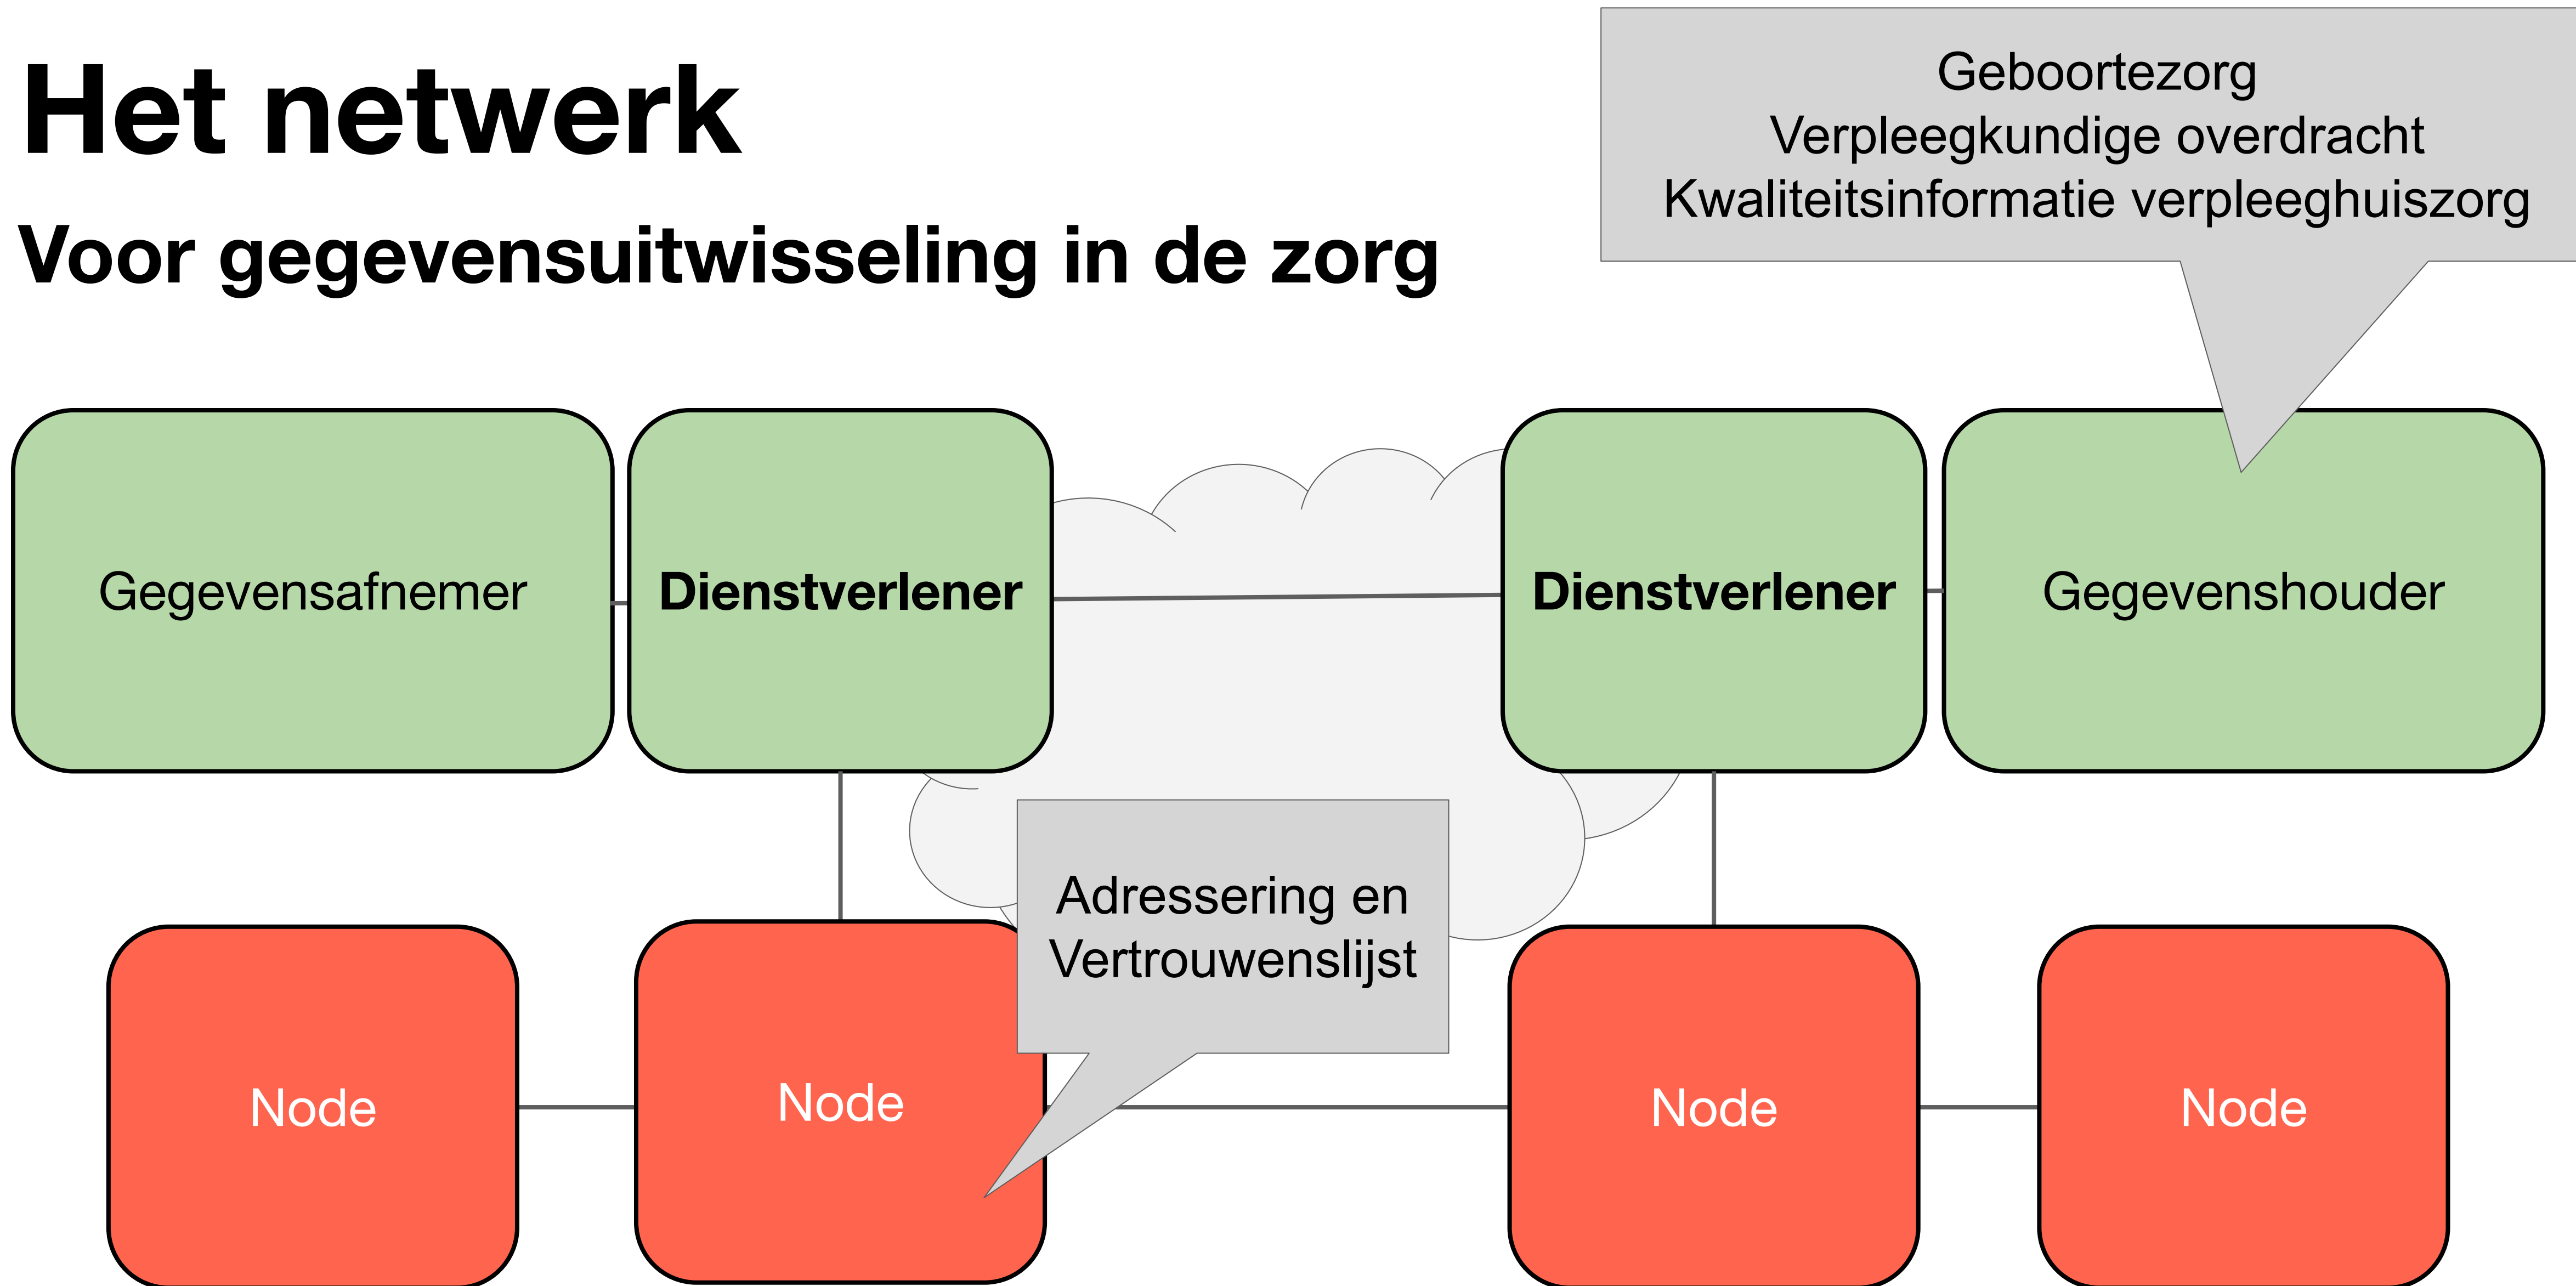 Het netwerk
Voor gegevensuitwisseling in de zorg
Geboortezorg
Verpleegkundige overdracht
Kwaliteitsinformatie verpleeghuiszorg
Gegevensafnemer
Dienstverlener
Dienstverlener
Gegevenshouder
Adressering en
Vertrouwenslijst
Node
Node
Node
Node